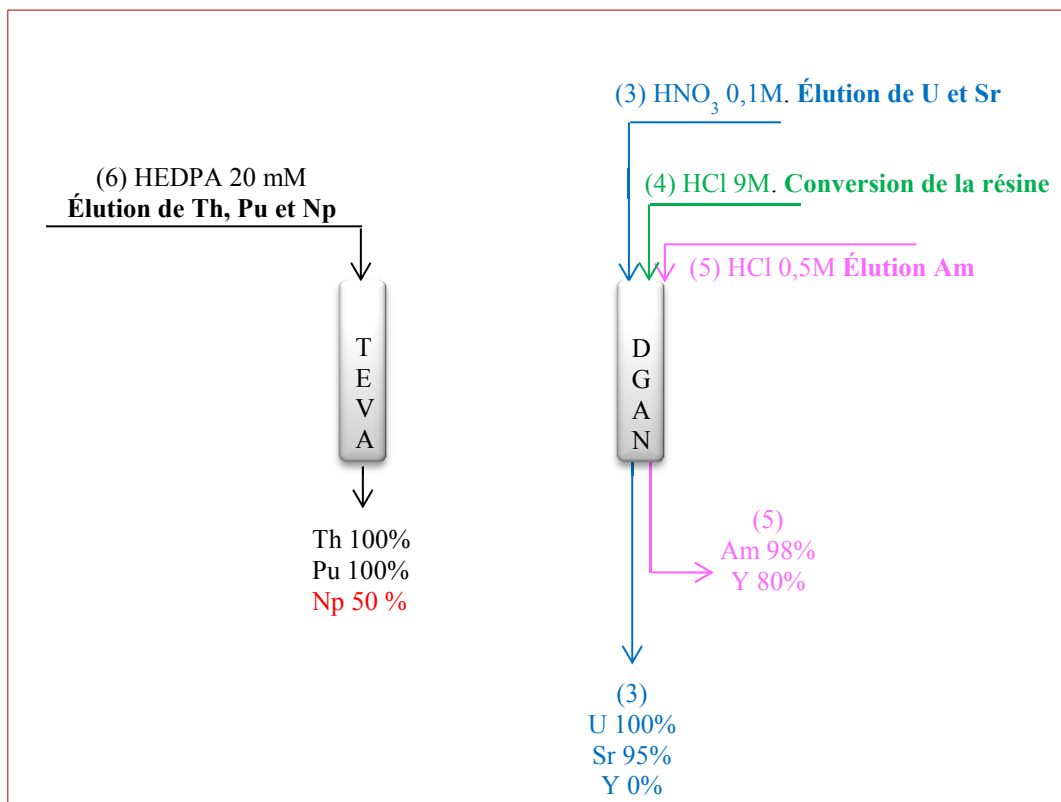 (3) HNO3 0,1M. Élution de U et Sr
(6) HEDPA 20 mM
Élution de Th, Pu et Np
(4) HCl 9M. Conversion de la résine
(5) HCl 0,5M Élution Am
T
E
V
A
D
G
A
N
Th 100%
Pu 100%
Np 50 %
(5)
Am 98%
Y 80%
(3)
U 100%
Sr 95%
Y 0%